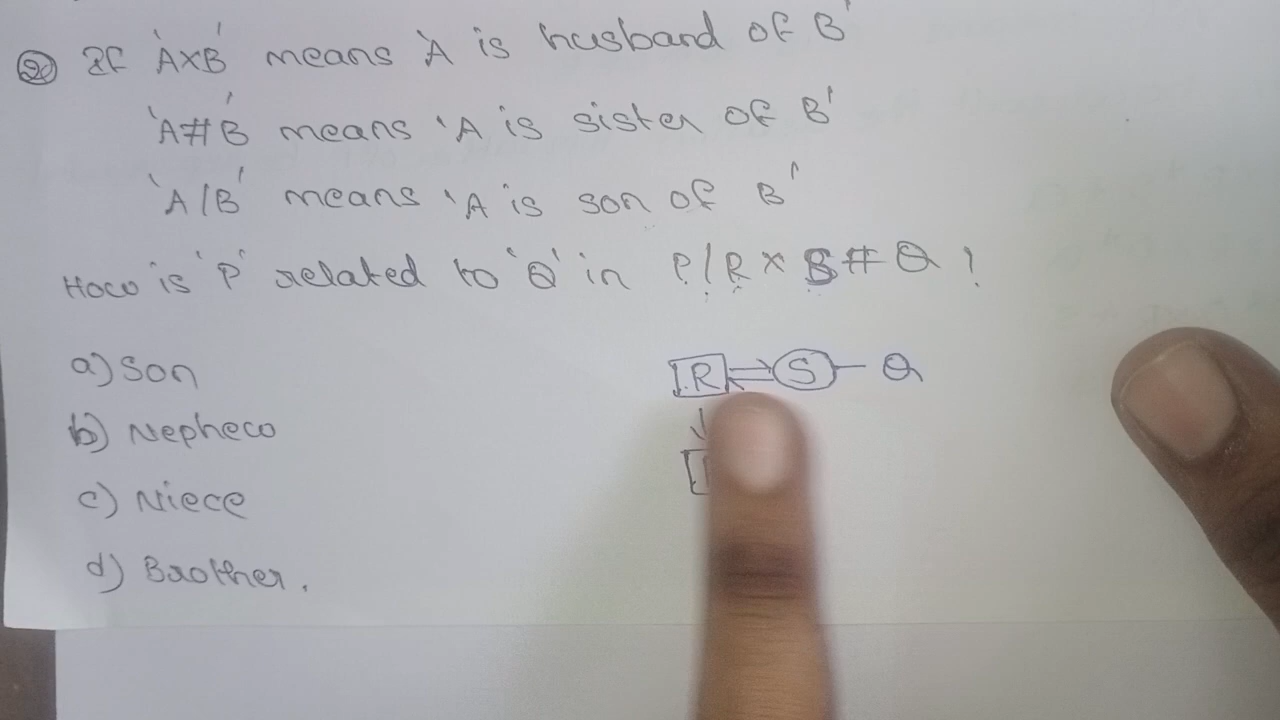 ② If 'A×B' means 'A is husband of B'
'A#B' means 'A is sister of B'
'A/B' means 'A is son of B'
How is 'P' related to 'Q' in P/R × S # Q !
a) Son
b) Nephew
c) Niece
d) Brother.
R ⇌ S — Q